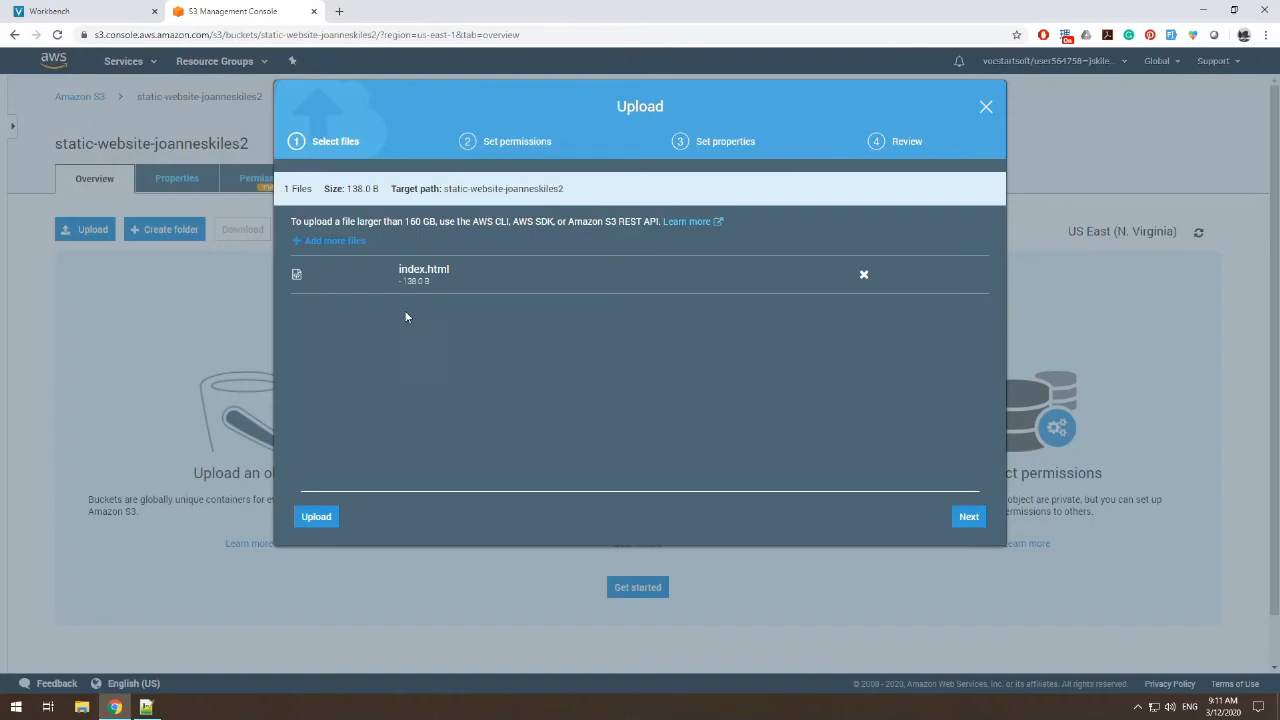 Workbench
S3 Management Console
s3.console.aws.amazon.com/s3/buckets/static-website-joanneskiles2/?region=us-east-1&tab=overview
aws
Services
Resource Groups
vocstartsoft/user564758=jskile...
Global
Support
Amazon S3
static-website-joanneskiles2
static-website-joanneskiles2
Overview
Properties
Permis
Upload
Create folder
Download
US East (N. Virginia)
Upload
1 Select files
2 Set permissions
3 Set properties
4 Review
1 Files Size: 138.0 B Target path: static-website-joanneskiles2
To upload a file larger than 160 GB, use the AWS CLI, AWS SDK, or Amazon S3 REST API. Learn more
+ Add more files
index.html
- 138.0 B
Upload
Next
Upload an o
Buckets are globally unique containers for e
Amazon S3.
Learn more
ct permissions
object are private, but you can set up
ermissions to others.
earn more
Get started
Feedback
English (US)
© 2008 - 2020, Amazon Web Services, Inc. or its affiliates. All rights reserved.
Privacy Policy
Terms of Use
ENG
9:11 AM
3/12/2020